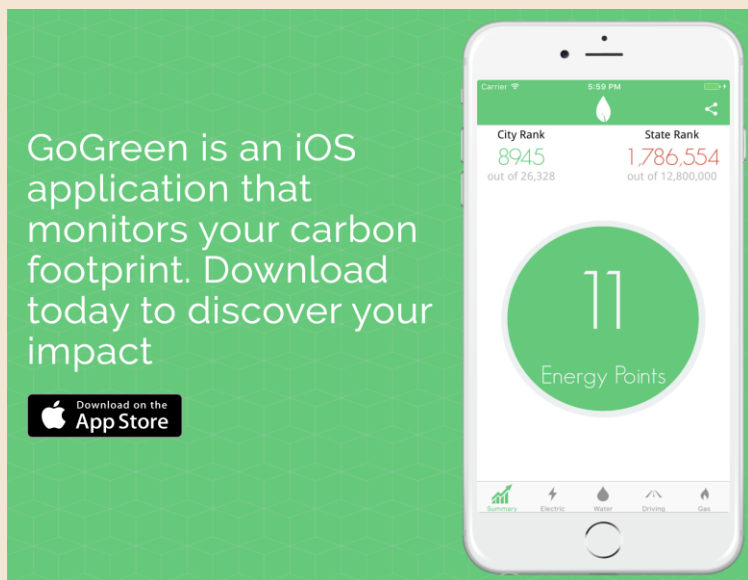 GoGreen is an iOS
application that
monitors your carbon
footprint. Download
today to discover your
impact
Download on the
App Store
Carrier 5:59 PM
City Rank State Rank
8945 1,786,554
out of 26,328 out of 12,800,000
11
Energy Points
Summary Electric Water Driving Gas